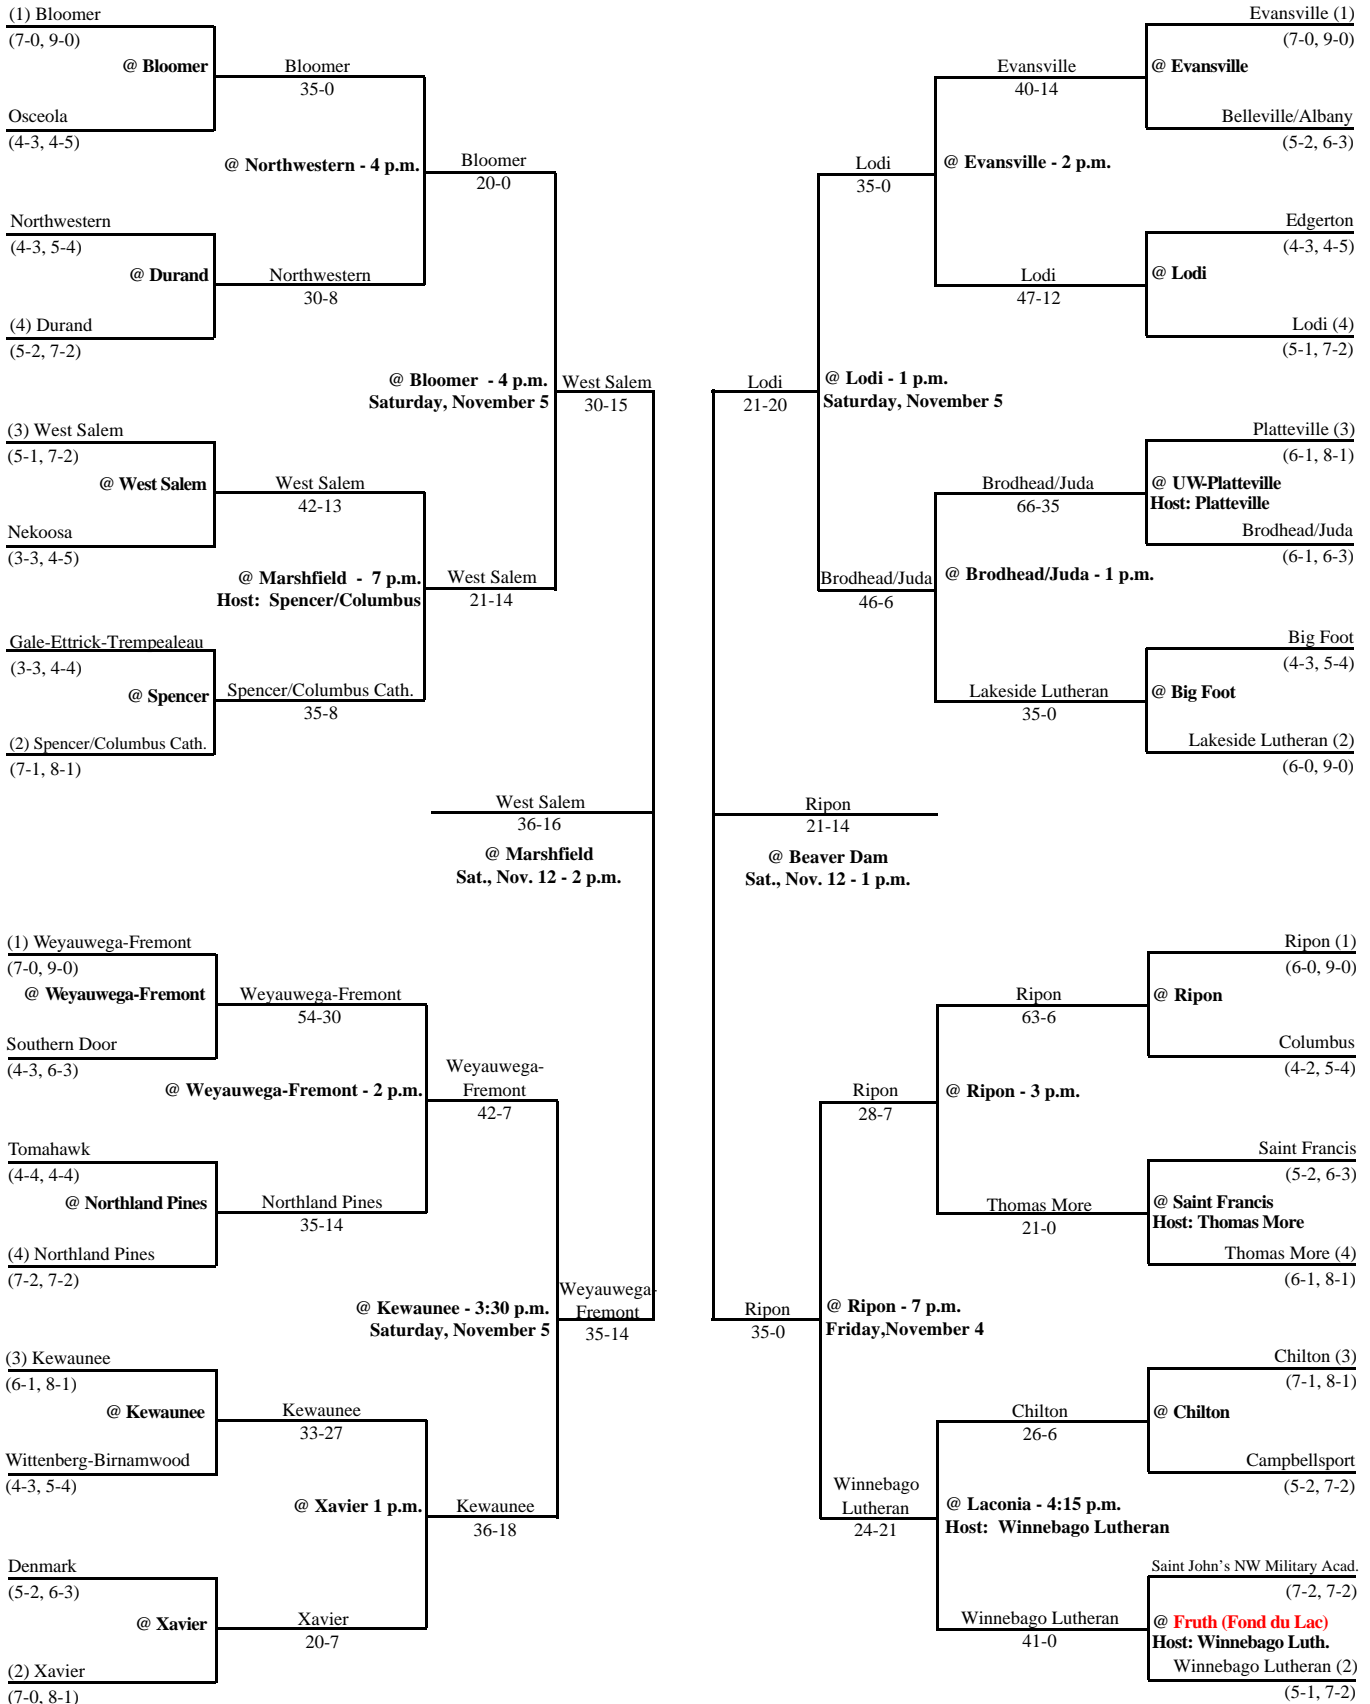 (1) Bloomer
(7-0, 9-0)
@ Bloomer
Osceola
(4-3, 4-5)
Bloomer
35-0
@ Northwestern - 4 p.m.
Northwestern
(4-3, 5-4)
@ Durand
(4) Durand
(5-2, 7-2)
Northwestern
30-8
Bloomer
20-0
@ Bloomer  - 4 p.m.
Saturday, November 5
(3) West Salem
(5-1, 7-2)
@ West Salem
Nekoosa
(3-3, 4-5)
West Salem
42-13
@ Marshfield  -  7 p.m.
Host:  Spencer/Columbus
Gale-Ettrick-Trempealeau
(3-3, 4-4)
@ Spencer
(2) Spencer/Columbus Cath.
(7-1, 8-1)
Spencer/Columbus Cath.
35-8
West Salem
21-14
West Salem
30-15
West Salem
36-16
@ Marshfield
Sat., Nov. 12 - 2 p.m.
(1) Weyauwega-Fremont
(7-0, 9-0)
@ Weyauwega-Fremont
Southern Door
(4-3, 6-3)
Weyauwega-Fremont
54-30
@ Weyauwega-Fremont - 2 p.m.
Tomahawk
(4-4, 4-4)
@ Northland Pines
(4) Northland Pines
(7-2, 7-2)
Northland Pines
35-14
Weyauwega-
Fremont
42-7
@ Kewaunee - 3:30 p.m.
Saturday, November 5
(3) Kewaunee
(6-1, 8-1)
@ Kewaunee
Wittenberg-Birnamwood
(4-3, 5-4)
Kewaunee
33-27
@ Xavier 1 p.m.
Denmark
(5-2, 6-3)
@ Xavier
(2) Xavier
(7-0, 8-1)
Xavier
20-7
Kewaunee
36-18
Weyauwega-
Fremont
35-14
Evansville (1)
(7-0, 9-0)
@ Evansville
Belleville/Albany
(5-2, 6-3)
Evansville
40-14
@ Evansville - 2 p.m.
Edgerton
(4-3, 4-5)
@ Lodi
Lodi (4)
(5-1, 7-2)
Lodi
47-12
Lodi
35-0
@ Lodi - 1 p.m.
Saturday, November 5
Platteville (3)
(6-1, 8-1)
@ UW-Platteville
Host: Platteville
Brodhead/Juda
(6-1, 6-3)
Brodhead/Juda
66-35
@ Brodhead/Juda - 1 p.m.
Big Foot
(4-3, 5-4)
@ Big Foot
Lakeside Lutheran (2)
(6-0, 9-0)
Lakeside Lutheran
35-0
Brodhead/Juda
46-6
Lodi
21-20
Ripon
21-14
@ Beaver Dam
Sat., Nov. 12 - 1 p.m.
Ripon (1)
(6-0, 9-0)
@ Ripon
Columbus
(4-2, 5-4)
Ripon
63-6
@ Ripon - 3 p.m.
Saint Francis
(5-2, 6-3)
@ Saint Francis
Host: Thomas More
Thomas More (4)
(6-1, 8-1)
Thomas More
21-0
Ripon
28-7
@ Ripon - 7 p.m.
Friday,November 4
Chilton (3)
(7-1, 8-1)
@ Chilton
Campbellsport
(5-2, 7-2)
Chilton
26-6
@ Laconia - 4:15 p.m.
Host:  Winnebago Lutheran
Saint John's NW Military Acad.
(7-2, 7-2)
@ Fruth (Fond du Lac)
Host: Winnebago Luth.
Winnebago Lutheran (2)
(5-1, 7-2)
Winnebago Lutheran
41-0
Winnebago
Lutheran
24-21
Ripon
35-0